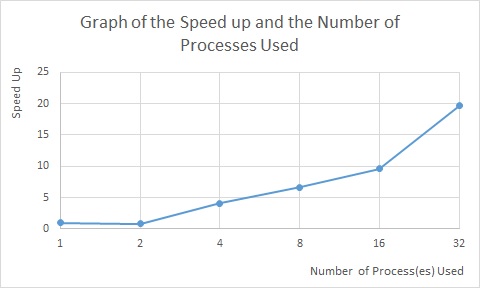 Graph of the Speed up and the Number of
Processes Used
Speed Up
25
20
15
10
5
0
1 2 4 8 16 32
Number of Process(es) Used